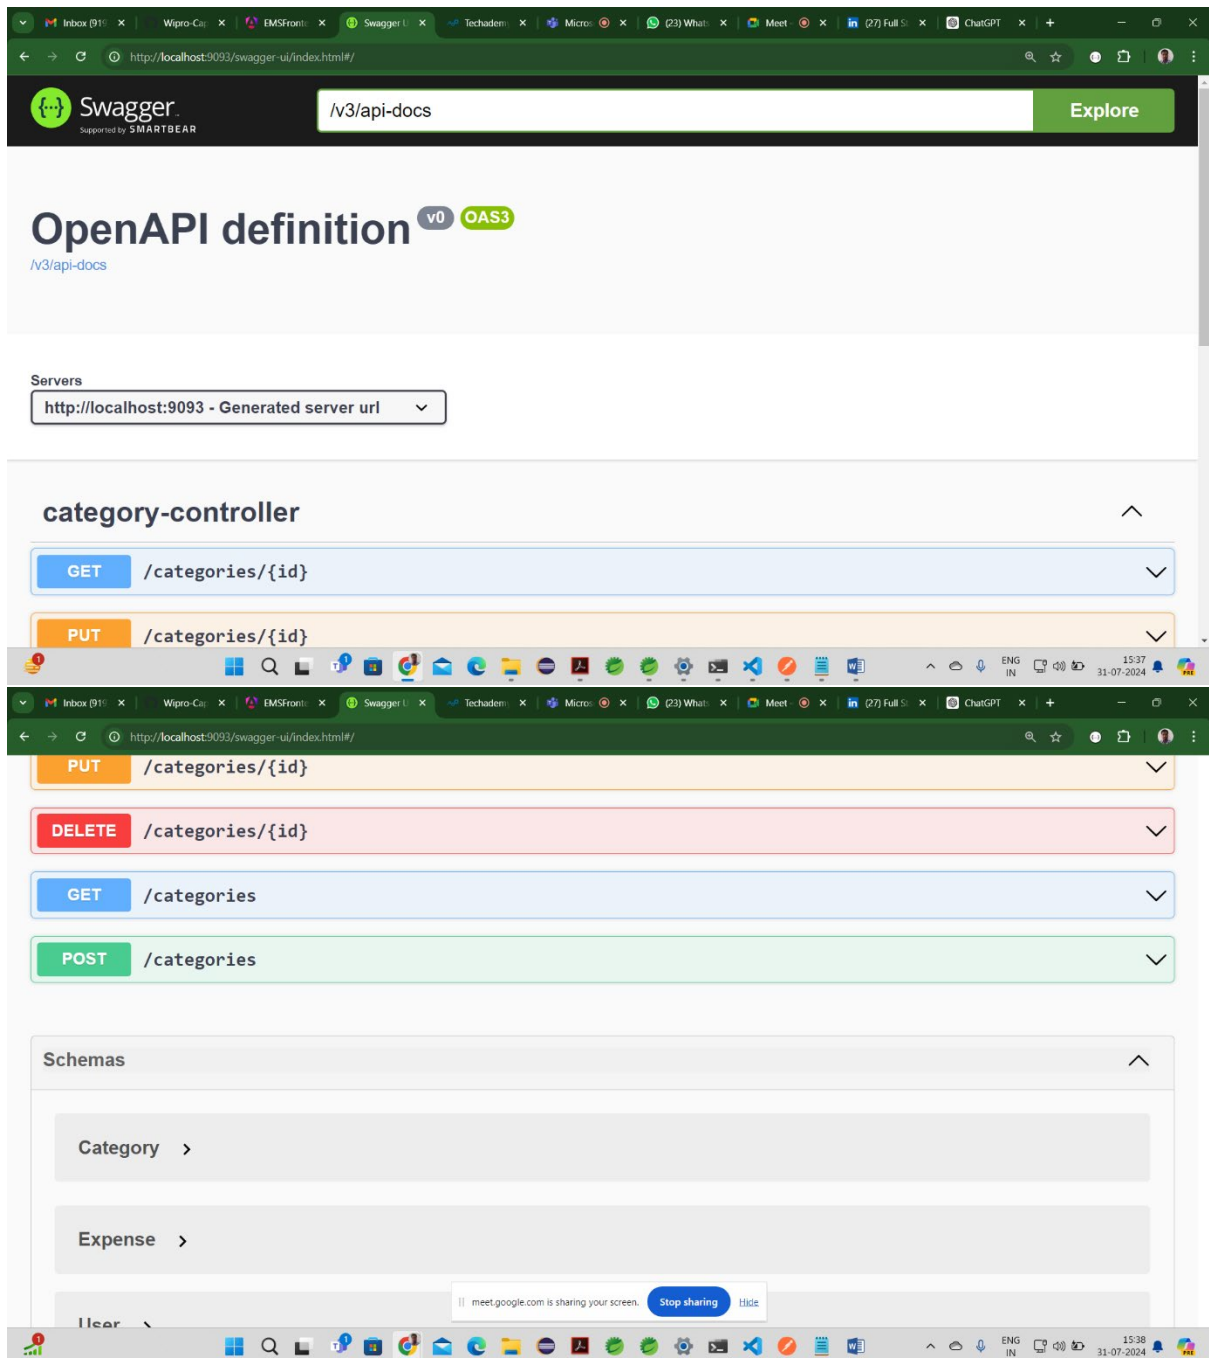 Inbox (919
Wipro-Cap
EMSFronte
Swagger U
Techadem
Micros
(23) Whats
Meet -
(27) Full S
ChatGPT
http://localhost:9093/swagger-ui/index.html#/
Swagger
Supported by SMARTBEAR
/v3/api-docs
Explore
OpenAPI definition v0 OAS3
/v3/api-docs
Servers
http://localhost:9093 - Generated server url
category-controller
GET /categories/{id}
PUT /categories/{id}
ENG
IN
15:37
31-07-2024
Inbox (919
Wipro-Cap
EMSFronte
Swagger U
Techadem
Micros
(23) Whats
Meet -
(27) Full S
ChatGPT
http://localhost:9093/swagger-ui/index.html#/
PUT /categories/{id}
DELETE /categories/{id}
GET /categories
POST /categories
Schemas
Category
Expense
User
meet.google.com is sharing your screen. Stop sharing Hide
ENG
IN
15:38
31-07-2024